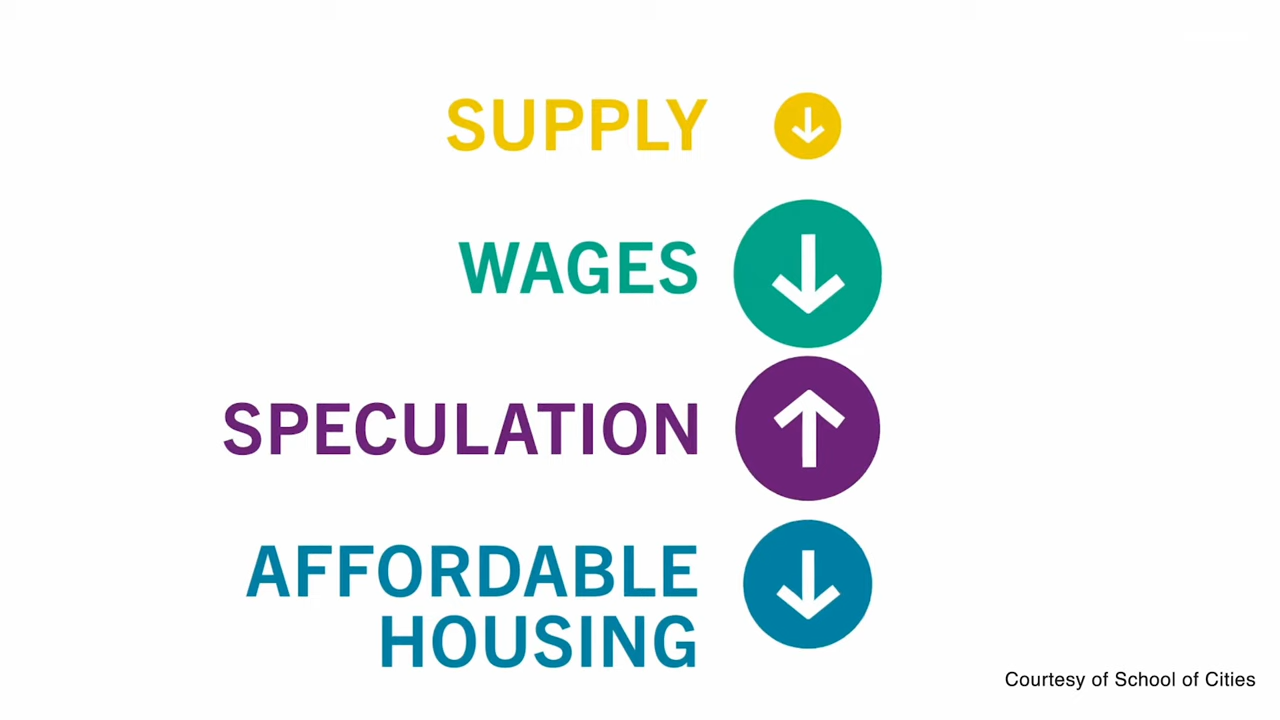 SUPPLY
WAGES
SPECULATION
AFFORDABLE
HOUSING
Courtesy of School of Cities